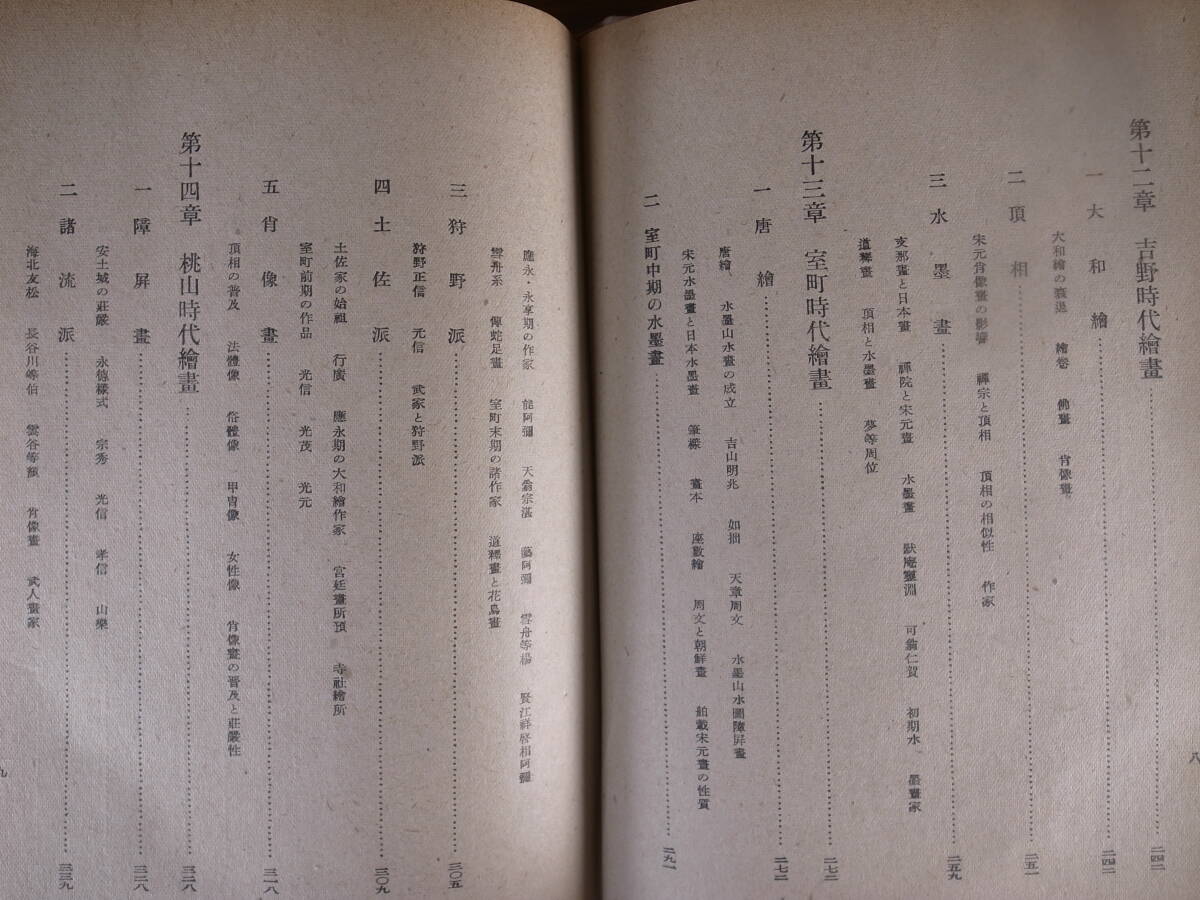 第十二章　吉野時代繪畫……二四二
一　大和繪……二四二
大和繪の衰退　繪卷　佛畫　肖像畫
二　頂相……二五一
宋元肖像畫の影響　禪宗と頂相　頂相の相似性　作家
三　水墨畫……二五九
支那畫と日本畫　禪院と宋元畫　水墨畫　默庵靈淵　可翁仁賀　初期水　墨畫家
道釋畫　頂相と水墨畫　夢等周位
第十三章　室町時代繪畫……二七二
一　唐繪……二七二
唐繪、水墨山水畫の成立　吉山明兆　如拙　天章周文　水墨山水圖障屏畫
宋元水墨畫と日本水墨畫　筆樣　畫本　座敷繪　周文と朝鮮畫　舶載宋元畫の性質
二　室町中期の水墨畫……二九一
八
應永・永享期の作家　能阿彌　天翁宗湛　藝阿彌　雪舟等楊　賢江祥啓相阿彌
雪舟系　傳蛇足畫　室町末期の諸作家　道釋畫と花鳥畫
三　狩野派……三〇五
狩野正信　元信　武家と狩野派
四　土佐派……三〇九
土佐家の始祖　行廣　應永期の大和繪作家　宮廷畫所預　寺社繪所
室町前期の作品　光信　光茂　光元
五　肖像畫……三一八
頂相の普及　法體像　俗體像　甲冑像　女性像　肖像畫の普及と莊嚴性
第十四章　桃山時代繪畫……三二八
一　障屏畫……三二八
安土城の莊嚴　永德樣式　宗秀　光信　孝信　山樂
二　諸流派……三三九
海北友松　長谷川等伯　雲谷等顏　肖像畫　武人畫家
九